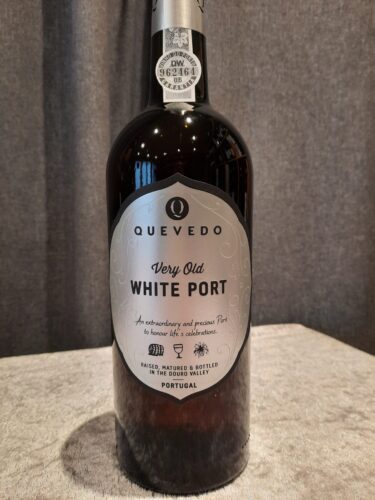 DW
962464
08
Q
QUEVEDO
Very Old
WHITE PORT
An extraordinary and precious Port
to honour life's celebrations.
RAISED, MATURED & BOTTLED
IN THE DOURO VALLEY
PORTUGAL